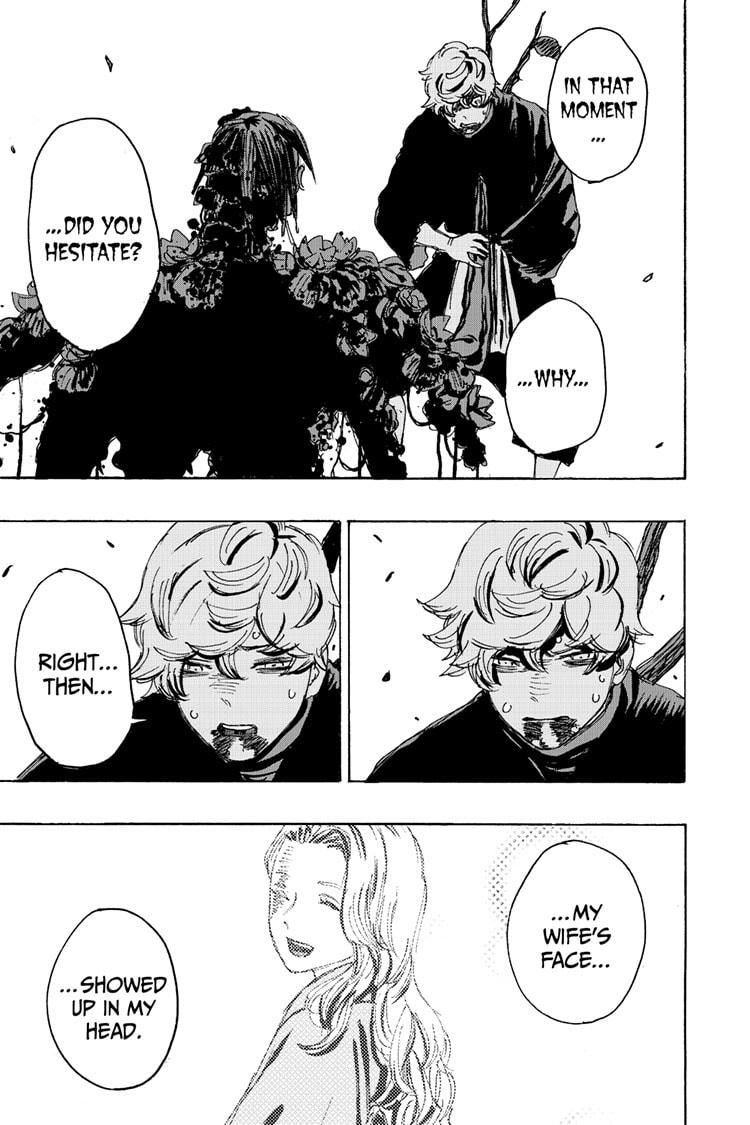 IN THAT
MOMENT
...
...WHY...
...DID YOU
HESITATE?
RIGHT...
THEN...
...MY
WIFE'S
FACE...
...SHOWED
UP IN MY
HEAD.